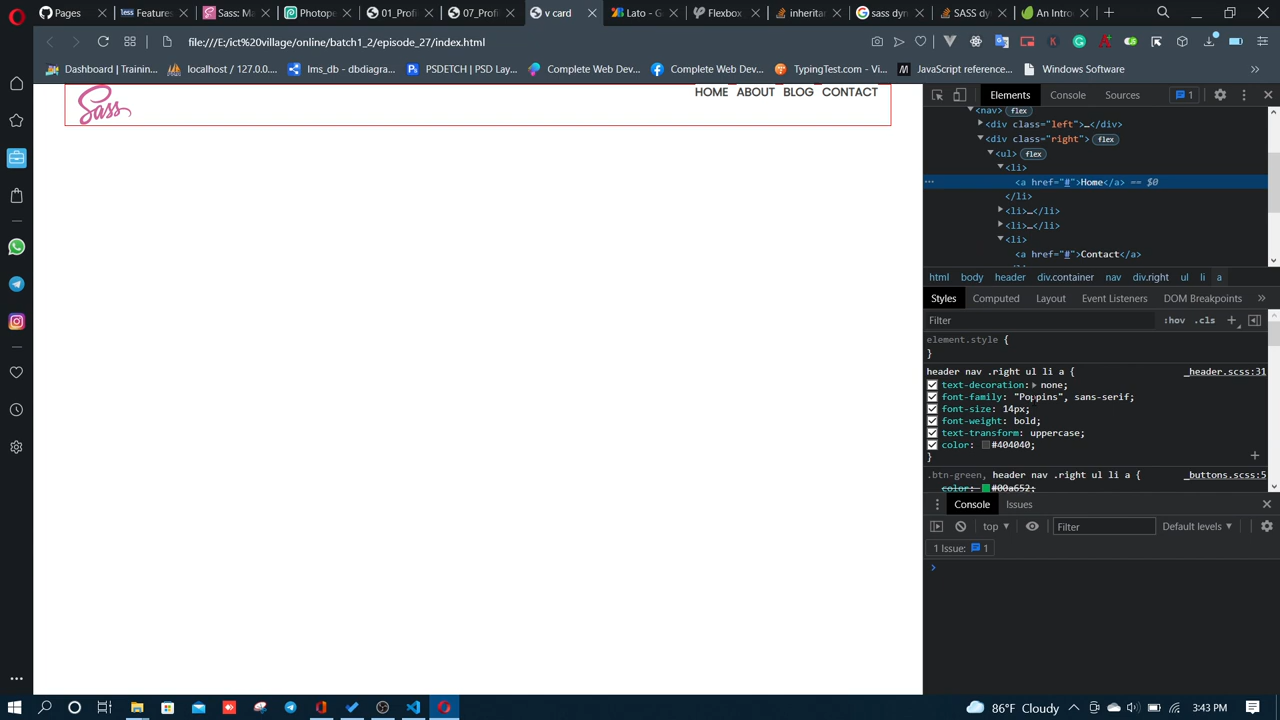 Pages
Features
Sass: Ma
Photope
01_Profi
07_Profi
v card
Lato - G
Flexbox
inheritar
sass dyn
SASS dy
An Intro
file:///E:/ict%20village/online/batch1_2/episode_27/index.html
Dashboard | Trainin...
localhost / 127.0.0....
lms_db - dbdiagra...
PSDETCH | PSD Lay...
Complete Web Dev...
Complete Web Dev...
TypingTest.com - Vi...
JavaScript reference...
Windows Software
Sass
HOME ABOUT BLOG CONTACT
Elements Console Sources 1
<nav> flex
<div class="left">…</div>
<div class="right"> flex
<ul> flex
<li>
<a href="#">Home</a> == $0
</li>
<li>…</li>
<li>…</li>
<li>
<a href="#">Contact</a>
html body header div.container nav div.right ul li a
Styles Computed Layout Event Listeners DOM Breakpoints
Filter :hov .cls
element.style {
}
header nav .right ul li a { _header.scss:31
text-decoration: none;
font-family: "Poppins", sans-serif;
font-size: 14px;
font-weight: bold;
text-transform: uppercase;
color: #404040;
}
.btn-green, header nav .right ul li a { _buttons.scss:5
color: #00a652;
Console Issues
top Filter Default levels
1 Issue: 1
86°F Cloudy 3:43 PM